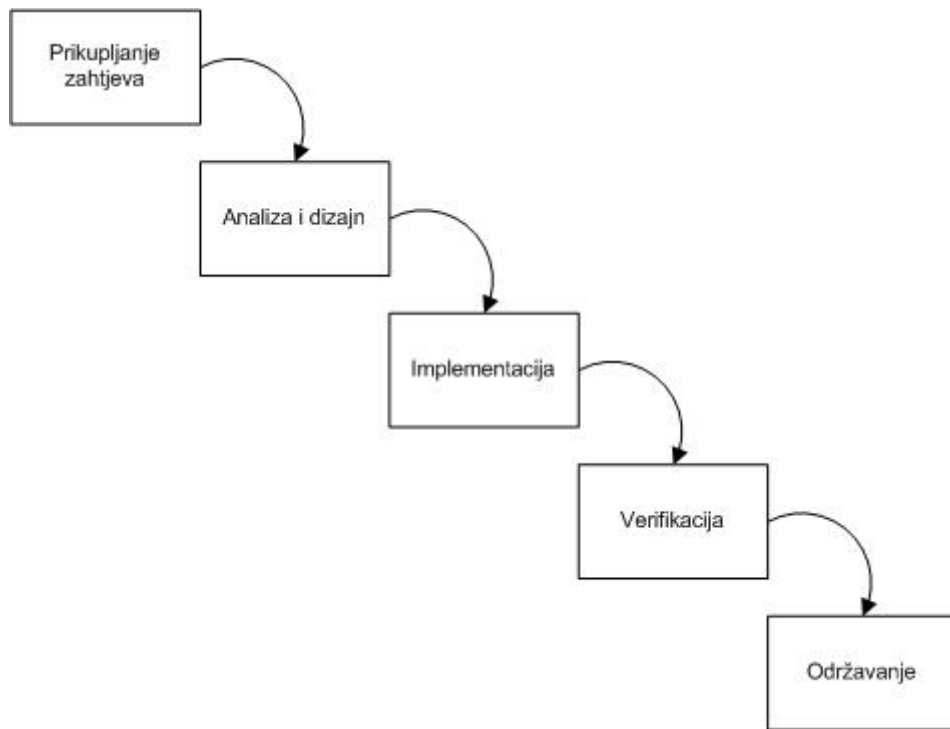 Prikupljanje
zahtjeva
Analiza i dizajn
Implementacija
Verifikacija
Održavanje